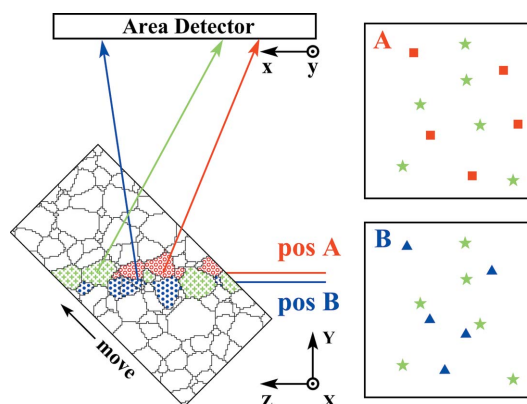 Area Detector
x y
A
pos A
pos B
B
move
Y
Z X